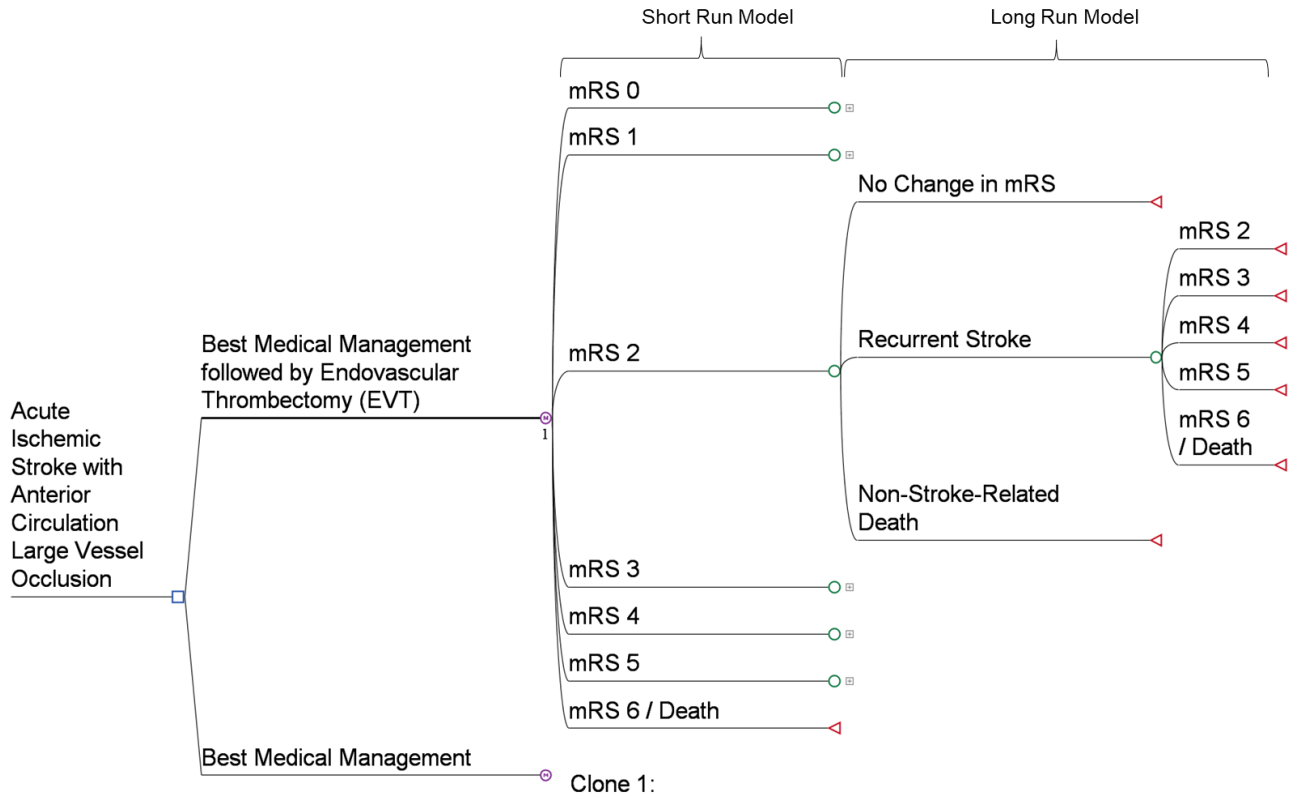 Short Run Model
Long Run Model
mRS 0
mRS 1
No Change in mRS
mRS 2
mRS 3
Best Medical Management
followed by Endovascular
Thrombectomy (EVT)
mRS 2
Recurrent Stroke
mRS 4
mRS 5
mRS 6
/ Death
Acute
Ischemic
Stroke with
Anterior
Circulation
Large Vessel
Occlusion
M
1
Non-Stroke-Related
Death
mRS 3
mRS 4
mRS 5
mRS 6 / Death
Best Medical Management
M
Clone 1: